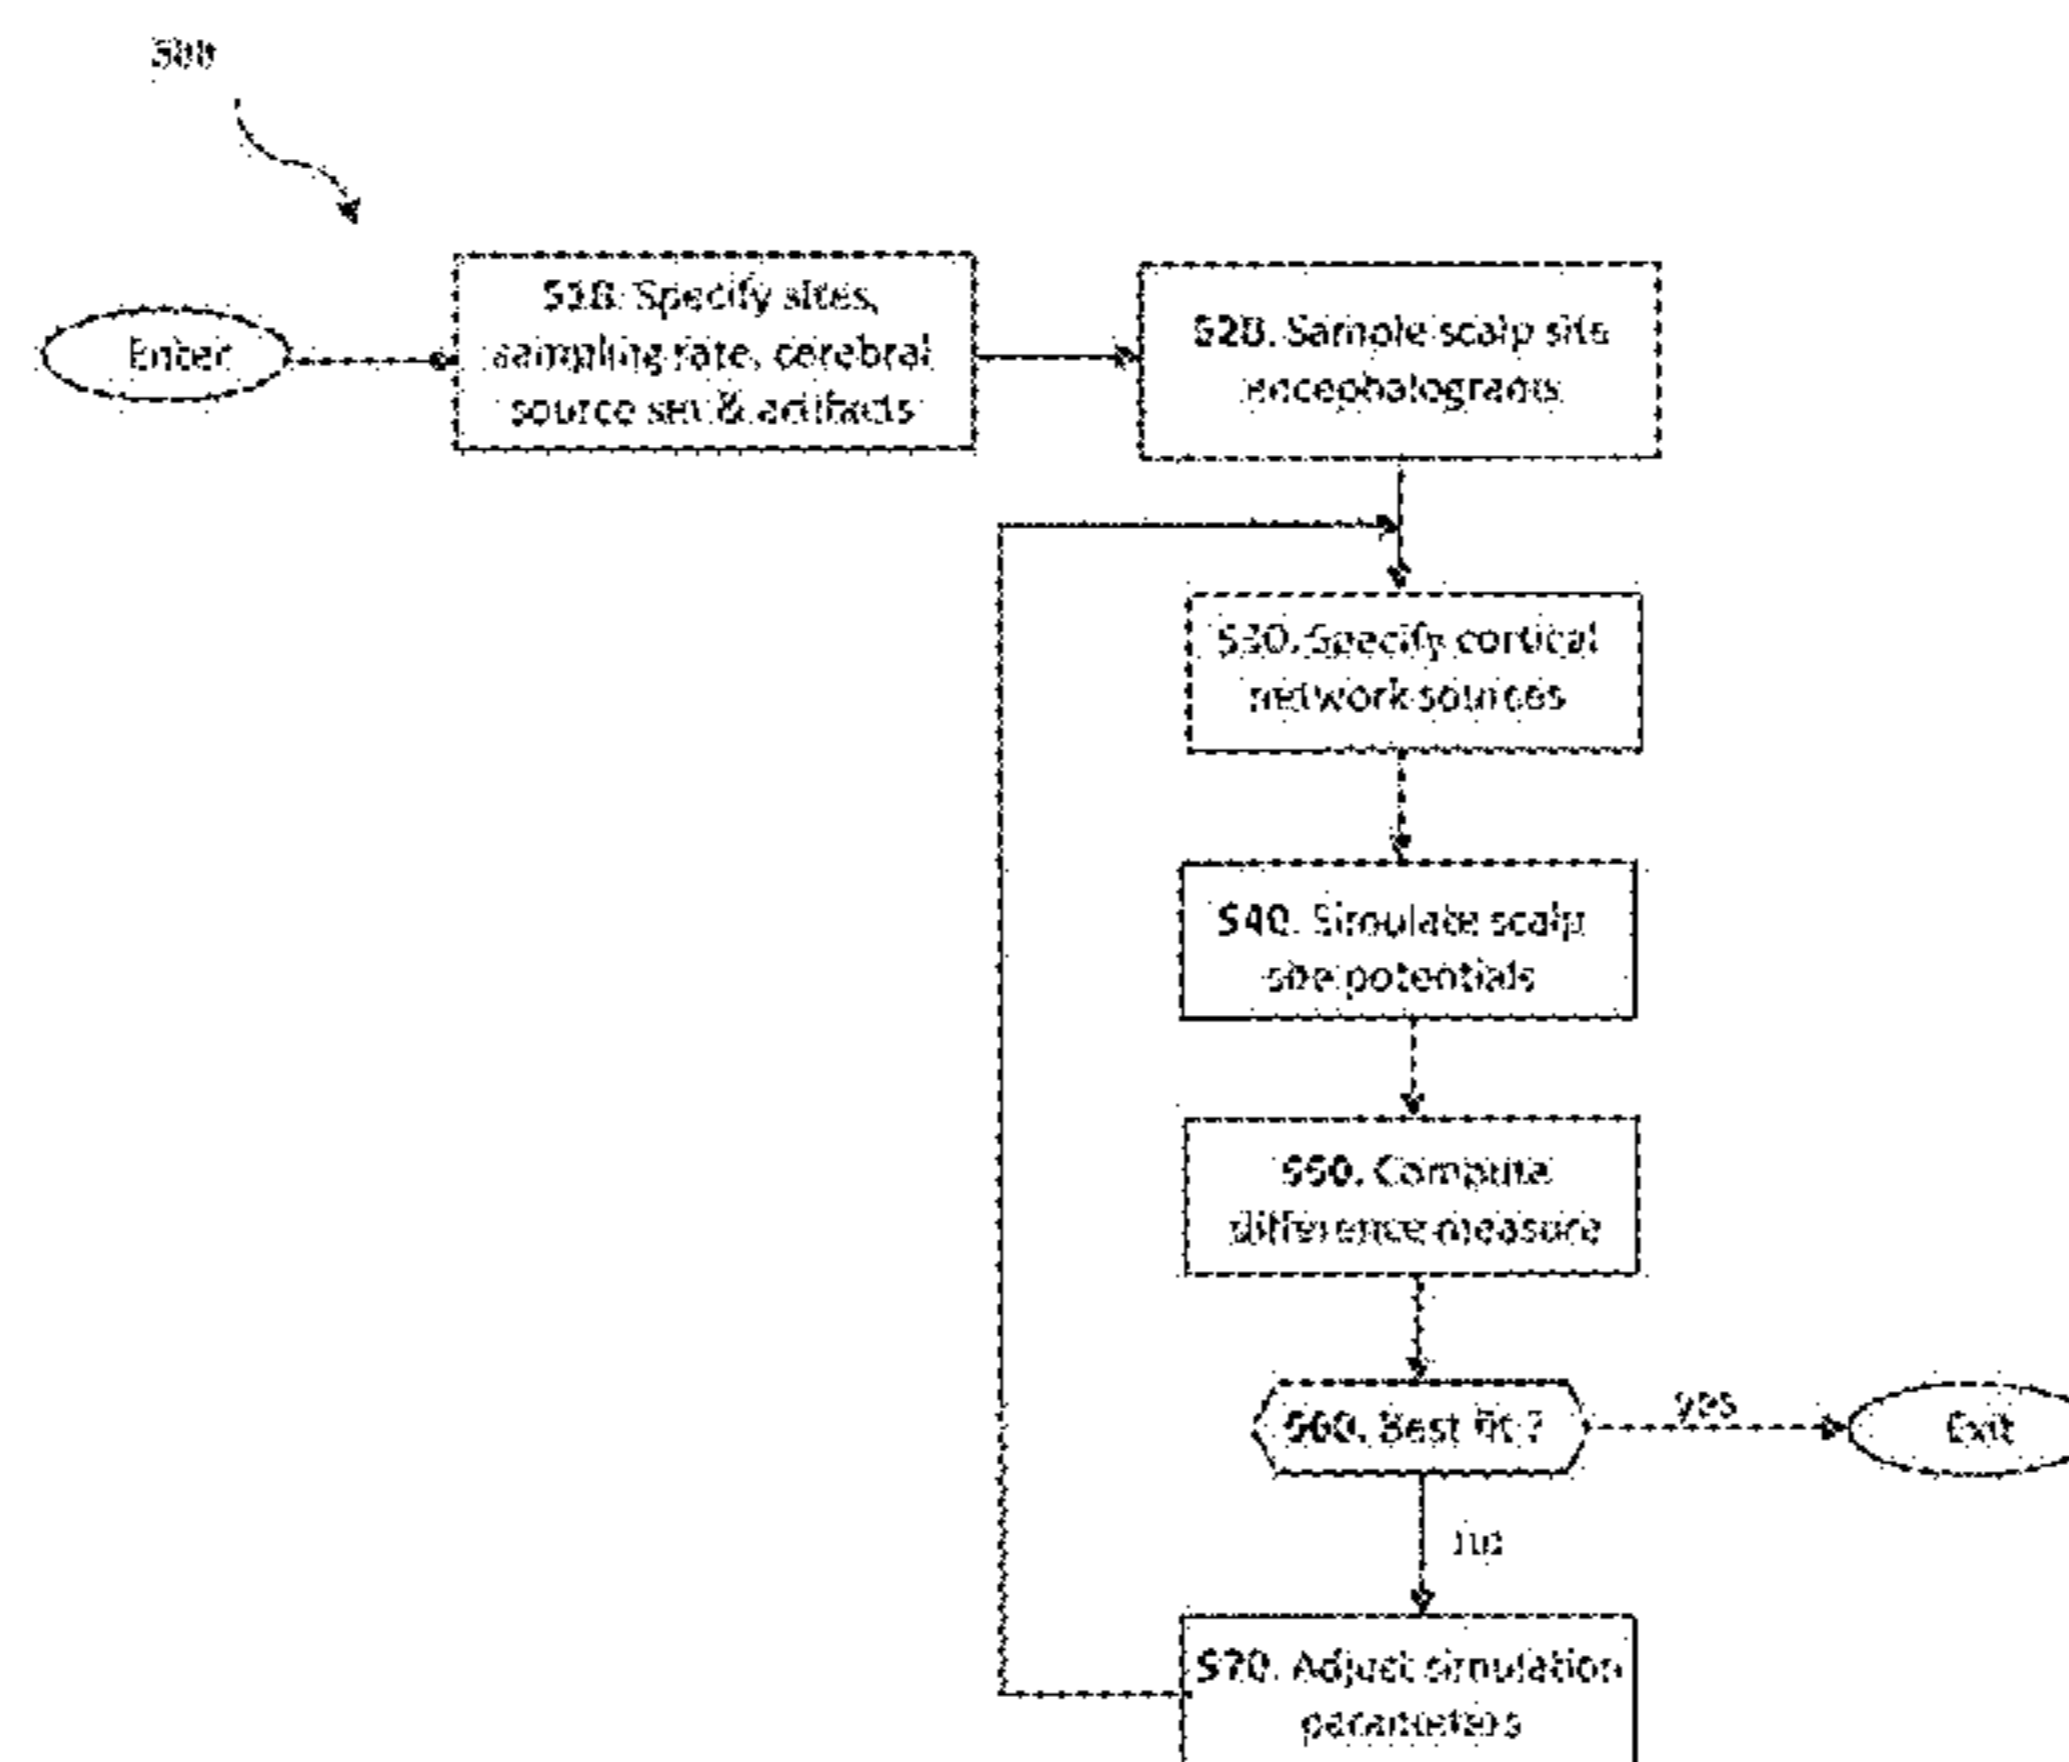 500
Enter
510. Specify sites,
sampling rate, cerebral
source set & artifacts
520. Sample scalp site
encephalograms
530. Specify cortical
network sources
540. Simulate scalp
site potentials
550. Compute
difference measure
560. Best fit ?
yes
Exit
no
570. Adjust simulation
parameters